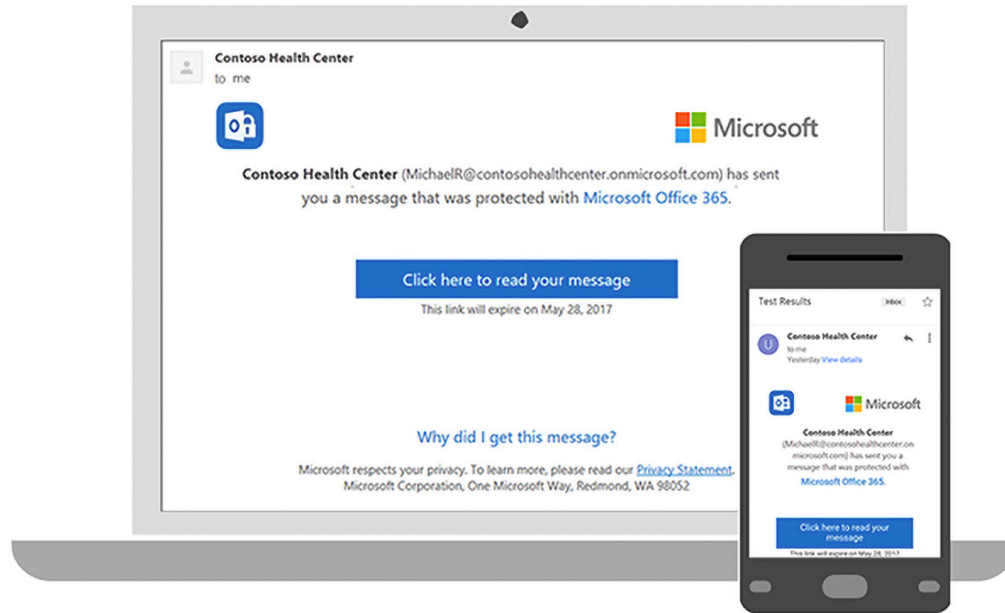 Contoso Health Center
to me
Microsoft
Contoso Health Center (MichaelR@contosohealthcenter.onmicrosoft.com) has sent
you a message that was protected with Microsoft Office 365.
Click here to read your message
This link will expire on May 28, 2017
Why did I get this message?
Microsoft respects your privacy. To learn more, please read our Privacy Statement.
Microsoft Corporation, One Microsoft Way, Redmond, WA 98052
Test Results
Inbox
U
Contoso Health Center
to me
Yesterday View details
Microsoft
Contoso Health Center
(MichaelR@contosohealthcenter.on
microsoft.com) has sent you a
message that was protected with
Microsoft Office 365.
Click here to read your
message
This link will expire on May 28, 2017